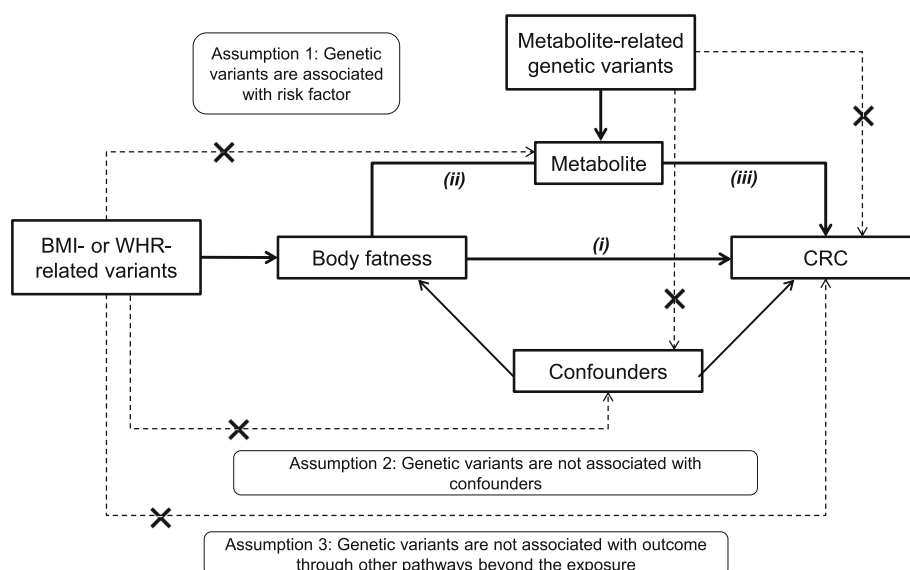 Metabolite-related
genetic variants
Assumption 1: Genetic
variants are associated
with risk factor
Metabolite
(ii)
(iii)
BMI- or WHR-
related variants
Body fatness
(i)
CRC
Confounders
Assumption 2: Genetic variants are not associated with
confounders
Assumption 3: Genetic variants are not associated with outcome
through other pathways beyond the exposure